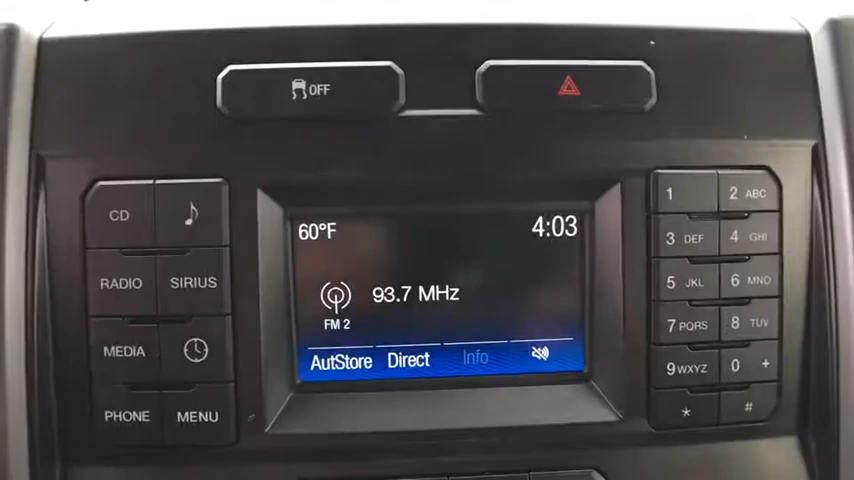 OFF
CD
RADIO SIRIUS
MEDIA
PHONE MENU
60°F 4:03
93.7 MHz
FM 2
AutStore Direct Info
1 2 ABC
3 DEF 4 GHI
5 JKL 6 MNO
7 PQRS 8 TUV
9 WXYZ 0 +
* #